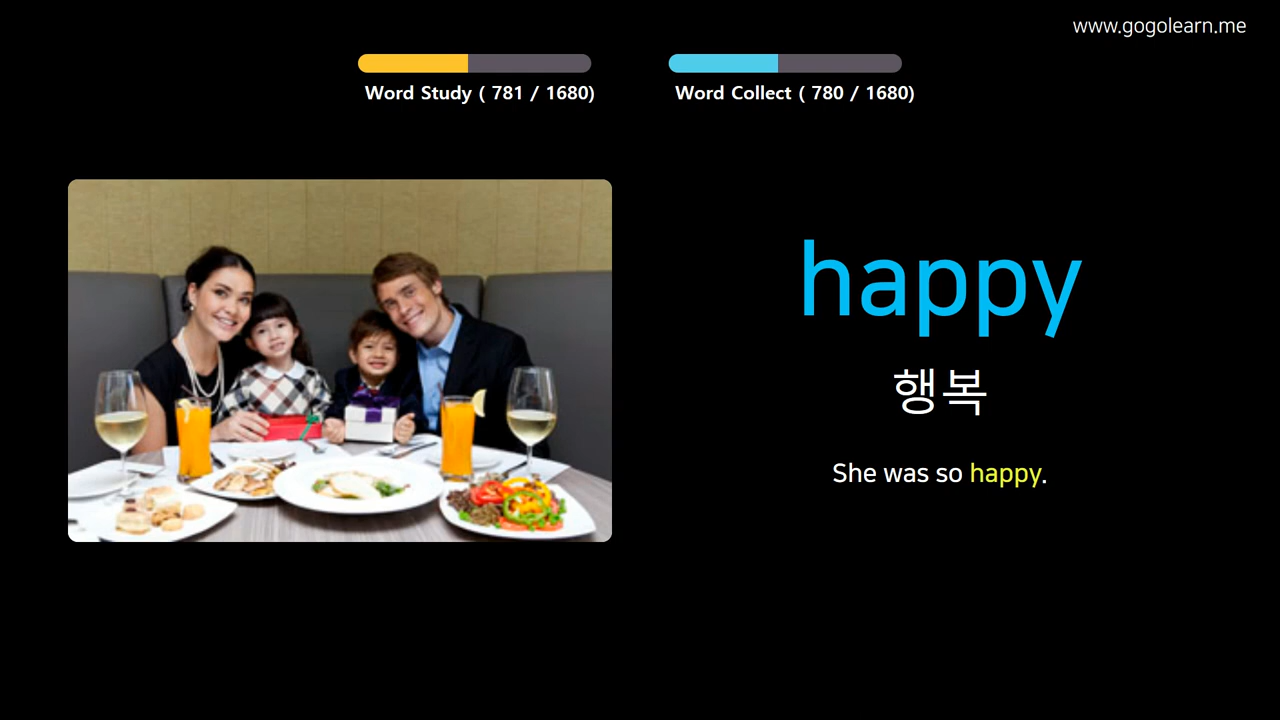 www.gogolearn.me
Word Study ( 781 / 1680)
Word Collect ( 780 / 1680)
happy
행복
She was so happy.